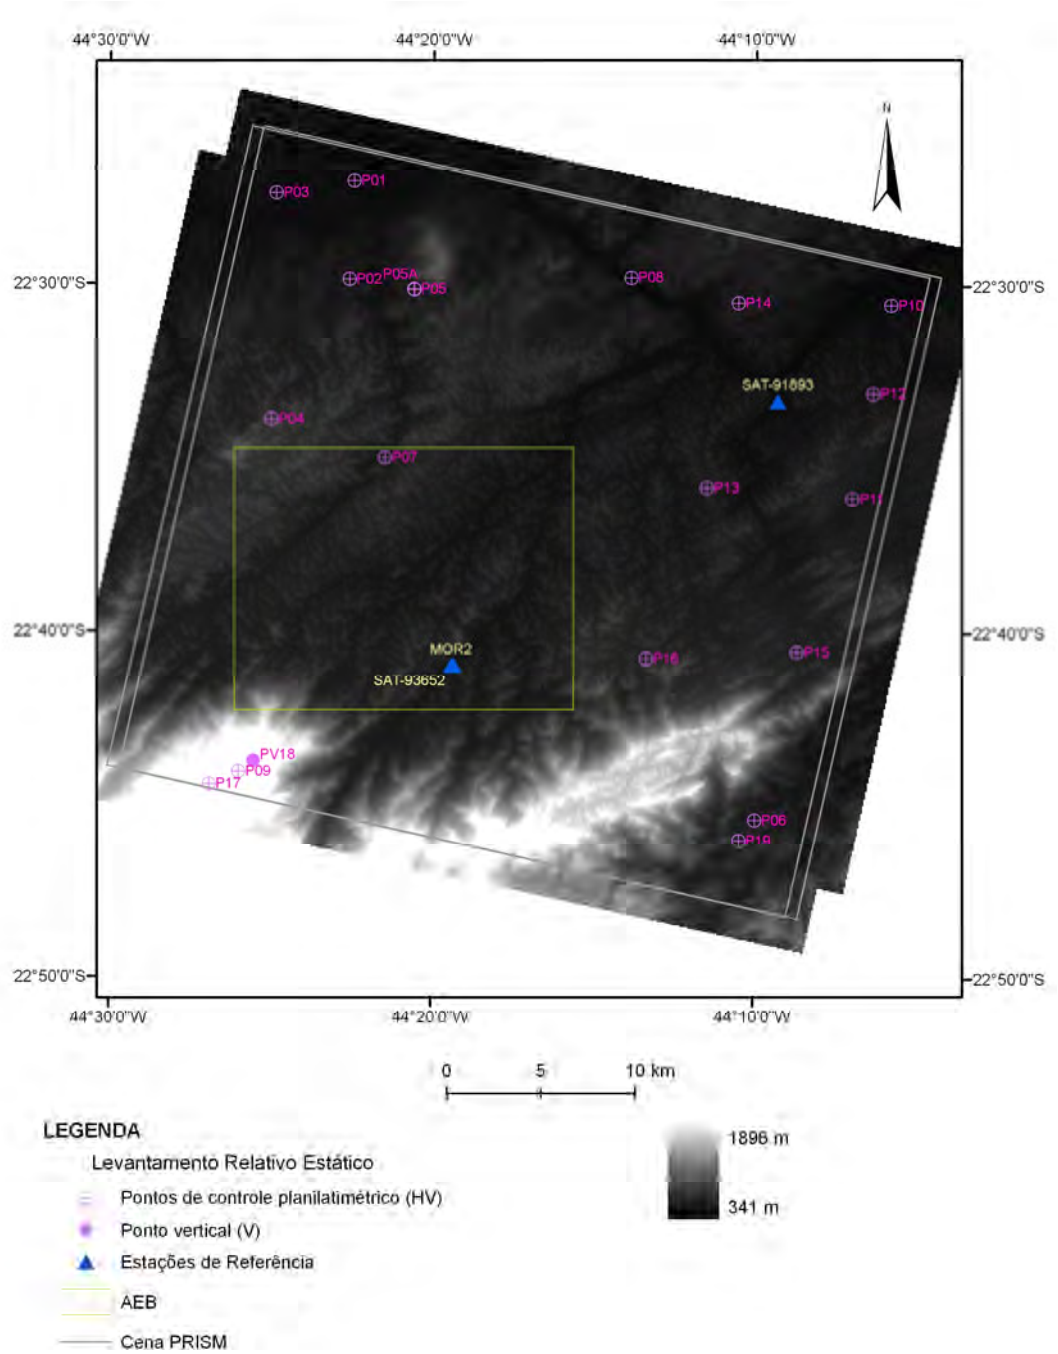 44°30'0"W 44°20'0"W 44°10'0"W
N
P01
P03
P02 P05A
P05
P08
22°30'0"S 22°30'0"S
P14
P10
SAT-91893
P12
P04
P07
P13
P11
22°40'0"S 22°40'0"S
MOR2
P16
P15
SAT-93652
PV18
P09
P17
P06
P19
22°50'0"S 22°50'0"S
44°30'0"W 44°20'0"W 44°10'0"W
0 5 10 km
LEGENDA
1896 m
Levantamento Relativo Estático
Pontos de controle planilatimétrico (HV)
341 m
Ponto vertical (V)
Estações de Referência
AEB
Cena PRISM